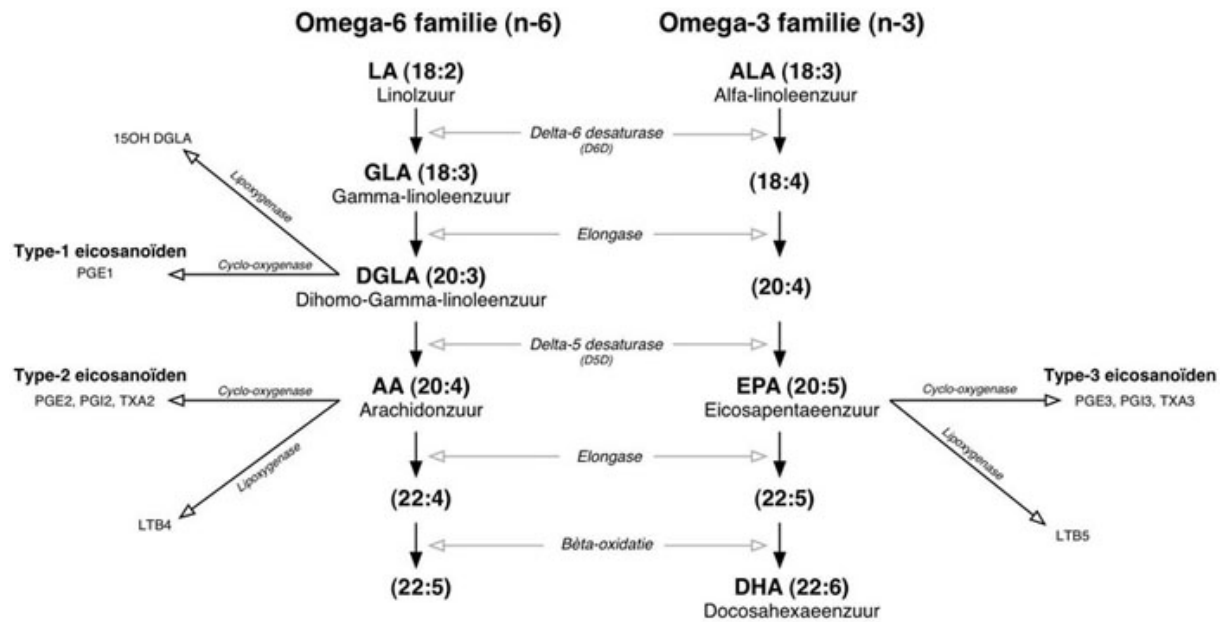 Omega-6 familie (n-6)
Omega-3 familie (n-3)
LA (18:2)
Linolzuur
ALA (18:3)
Alfa-linoleenzuur
Delta-6 desaturase
(D6D)
15OH DGLA
Lipoxygenase
GLA (18:3)
Gamma-linoleenzuur
(18:4)
Elongase
Type-1 eicosanoïden
PGE1
Cyclo-oxygenase
DGLA (20:3)
Dihomo-Gamma-linoleenzuur
(20:4)
Delta-5 desaturase
(D5D)
Type-2 eicosanoïden
PGE2, PGI2, TXA2
Cyclo-oxygenase
AA (20:4)
Arachidonzuur
EPA (20:5)
Eicosapentaeenzuur
Cyclo-oxygenase
Type-3 eicosanoïden
PGE3, PGI3, TXA3
Lipoxygenase
Elongase
Lipoxygenase
LTB4
(22:4)
(22:5)
LTB5
Bèta-oxidatie
(22:5)
DHA (22:6)
Docosahexaeenzuur